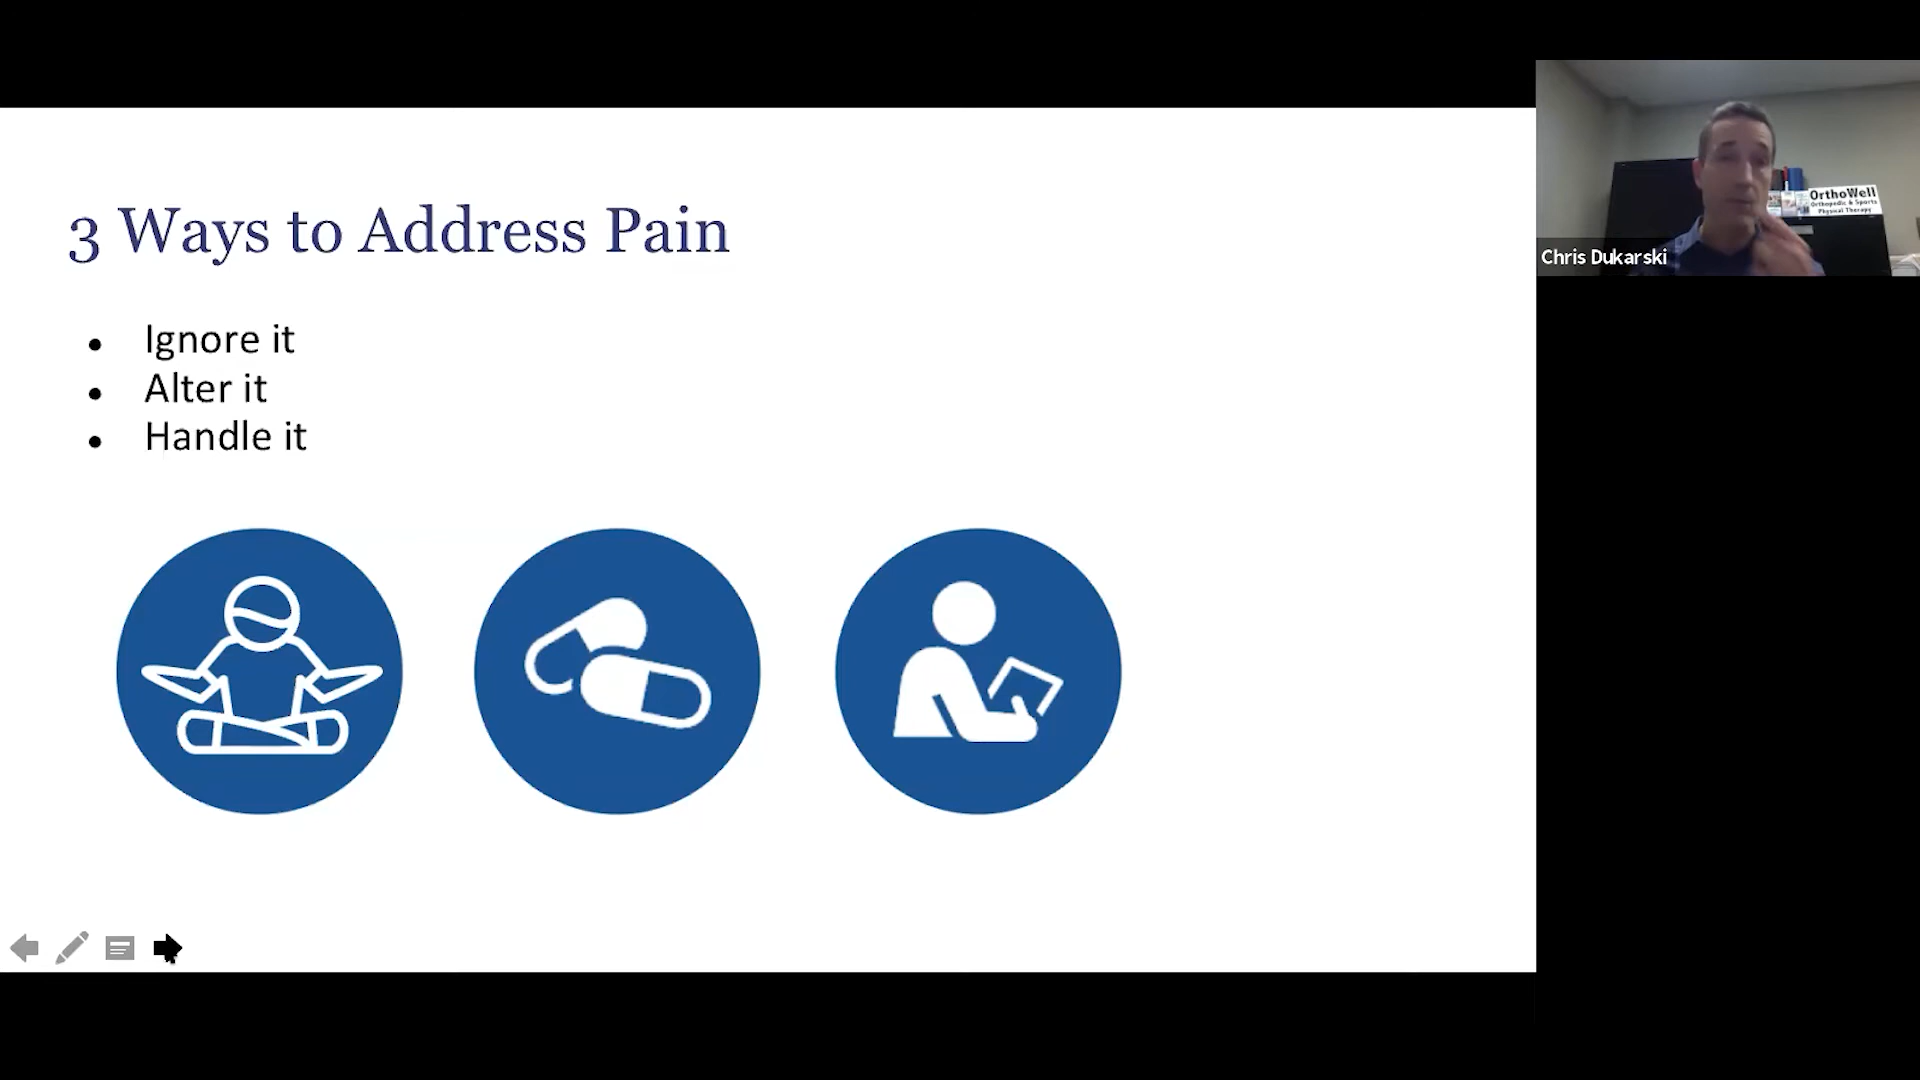 3 Ways to Address Pain
• Ignore it
• Alter it
• Handle it
OrthoWell
Orthopedic & Sports
Physical Therapy
Chris Dukarski